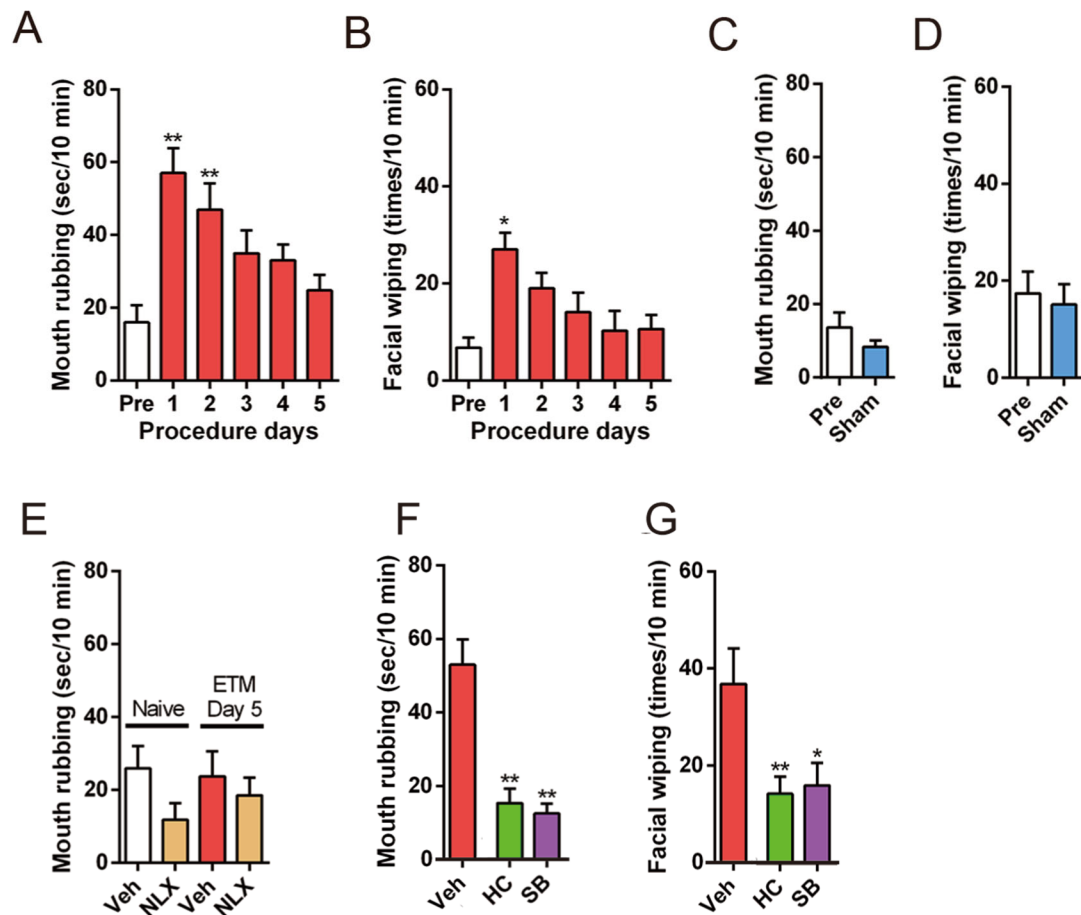 A
Mouth rubbing (sec/10 min)
80
60
40
20
0
**
**
Pre 1 2 3 4 5
Procedure days
B
Facial wiping (times/10 min)
60
40
20
0
*
Pre 1 2 3 4 5
Procedure days
C
Mouth rubbing (sec/10 min)
80
60
40
20
0
Pre
Sham
D
Facial wiping (times/10 min)
60
40
20
0
Pre
Sham
E
Mouth rubbing (sec/10 min)
80
60
40
20
0
Naive
ETM
Day 5
Veh
NLX
Veh
NLX
F
Mouth rubbing (sec/10 min)
80
60
40
20
0
**
**
Veh
HC
SB
G
Facial wiping (times/10 min)
60
40
20
0
**
*
Veh
HC
SB